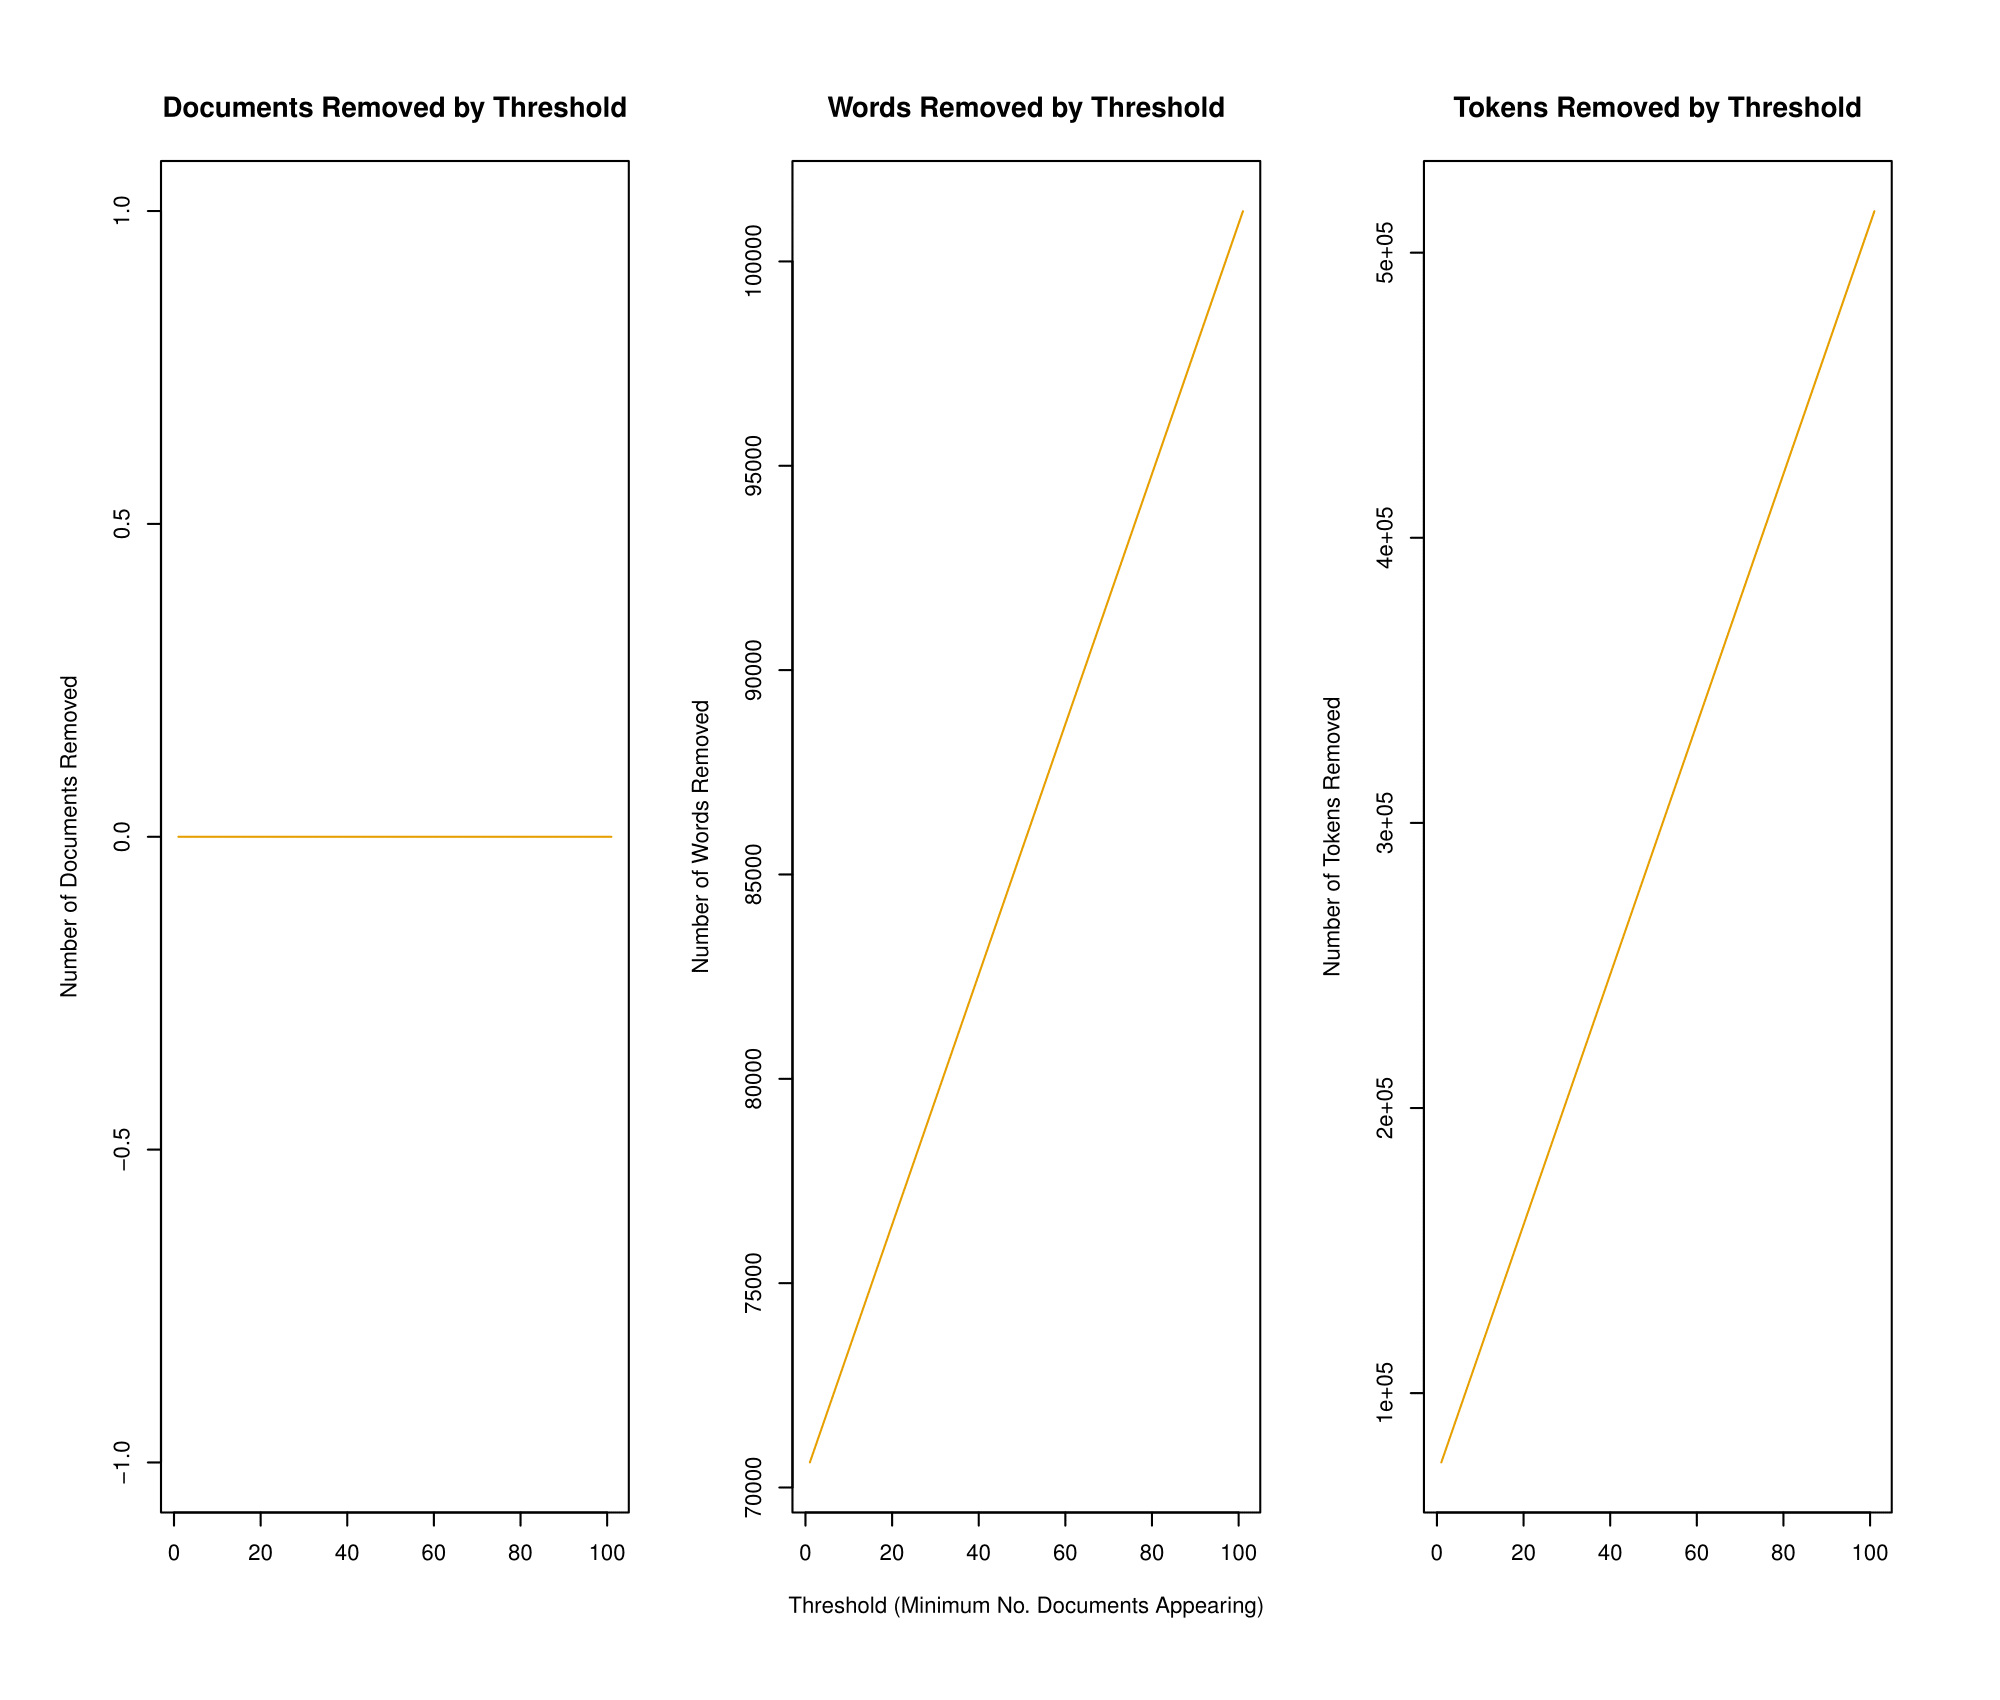 Documents Removed by Threshold
Number of Documents Removed
1.0
0.5
0.0
−0.5
−1.0
0 20 40 60 80 100
Words Removed by Threshold
Number of Words Removed
100000
95000
90000
85000
80000
75000
70000
0 20 40 60 80 100
Threshold (Minimum No. Documents Appearing)
Tokens Removed by Threshold
Number of Tokens Removed
5e+05
4e+05
3e+05
2e+05
1e+05
0 20 40 60 80 100